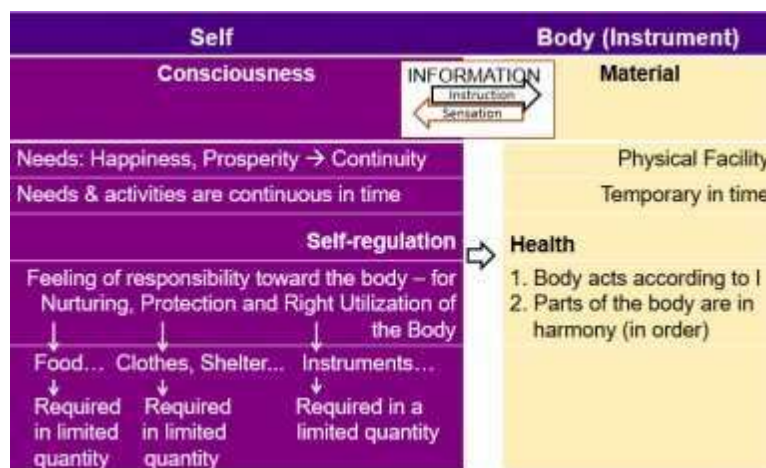 Self
Body (Instrument)
Consciousness
INFORMATION
Instruction
Sensation
Material
Needs: Happiness, Prosperity → Continuity
Physical Facility
Needs & activities are continuous in time
Temporary in time
Self-regulation
Health
Feeling of responsibility toward the body – for
Nurturing, Protection and Right Utilization of
the Body
1. Body acts according to I
2. Parts of the body are in
harmony (in order)
Food… Clothes, Shelter... Instruments…
Required
in limited
quantity
Required
in limited
quantity
Required in a
limited quantity